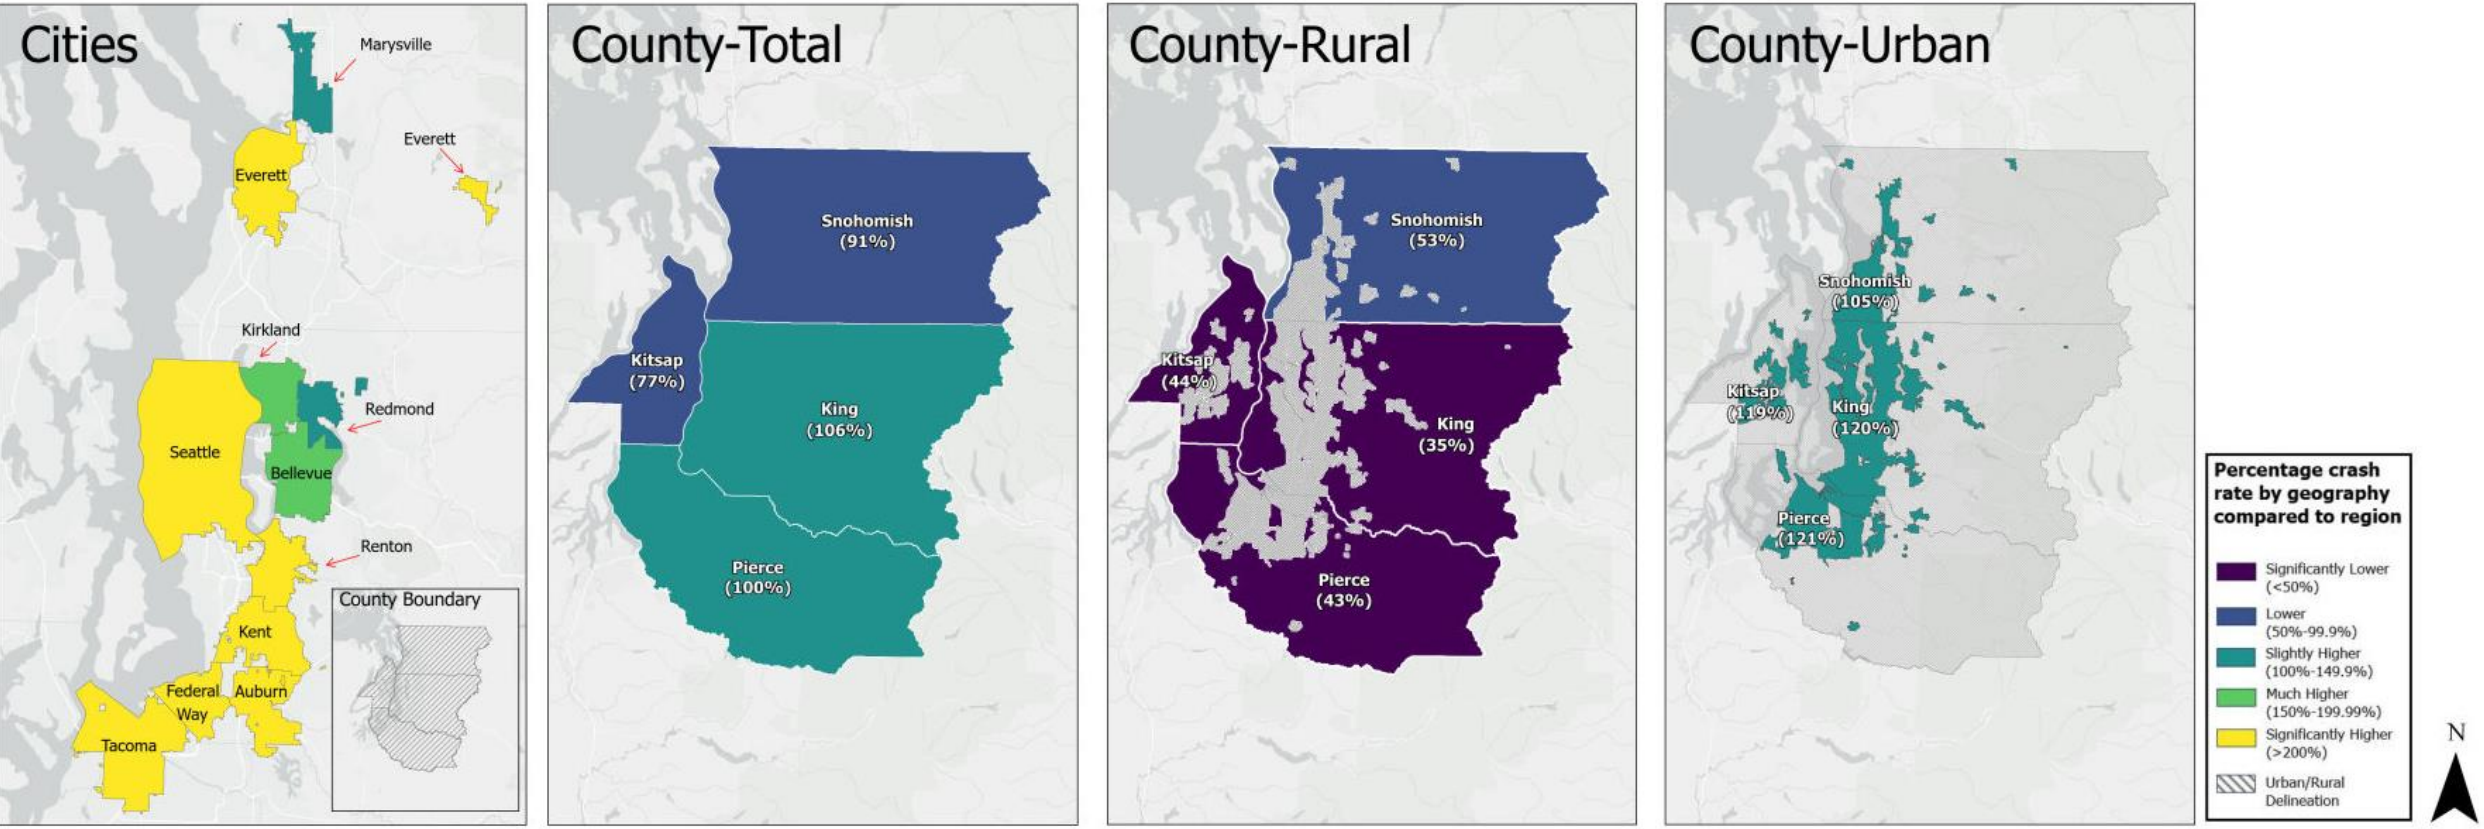 Cities
Marysville
Everett
Everett
Kirkland
Redmond
Seattle
Bellevue
Renton
County Boundary
Kent
Federal
Way
Auburn
Tacoma
County-Total
Snohomish
(91%)
Kitsap
(77%)
King
(106%)
Pierce
(100%)
County-Rural
Snohomish
(53%)
Kitsap
(44%)
King
(35%)
Pierce
(43%)
County-Urban
Snohomish
(105%)
Kitsap
(119%)
King
(120%)
Pierce
(121%)
Percentage crash
rate by geography
compared to region
Significantly Lower
(<50%)
Lower
(50%-99.9%)
Slightly Higher
(100%-149.9%)
Much Higher
(150%-199.99%)
Significantly Higher
(>200%)
Urban/Rural
Delineation
N